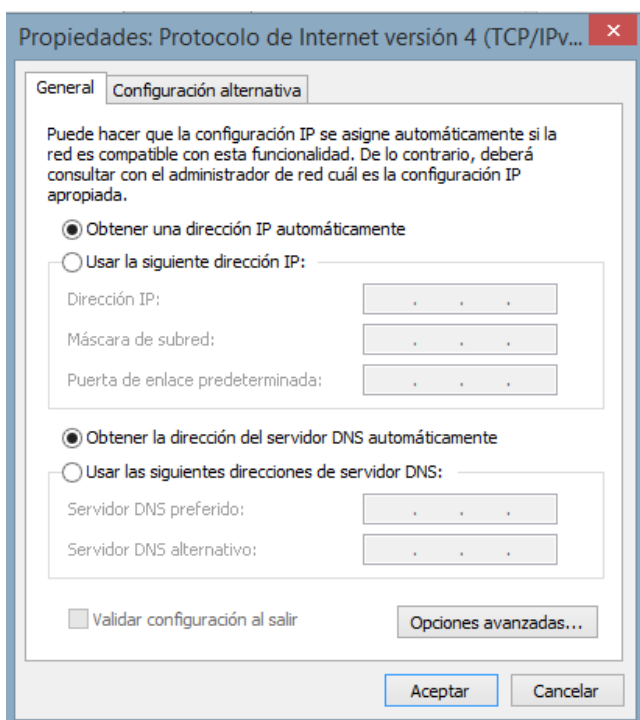 Propiedades: Protocolo de Internet versión 4 (TCP/IPv...
General
Configuración alternativa
Puede hacer que la configuración IP se asigne automáticamente si la
red es compatible con esta funcionalidad. De lo contrario, deberá
consultar con el administrador de red cuál es la configuración IP
apropiada.
Obtener una dirección IP automáticamente
Usar la siguiente dirección IP:
Dirección IP:
Máscara de subred:
Puerta de enlace predeterminada:
Obtener la dirección del servidor DNS automáticamente
Usar las siguientes direcciones de servidor DNS:
Servidor DNS preferido:
Servidor DNS alternativo:
Validar configuración al salir
Opciones avanzadas...
Aceptar
Cancelar